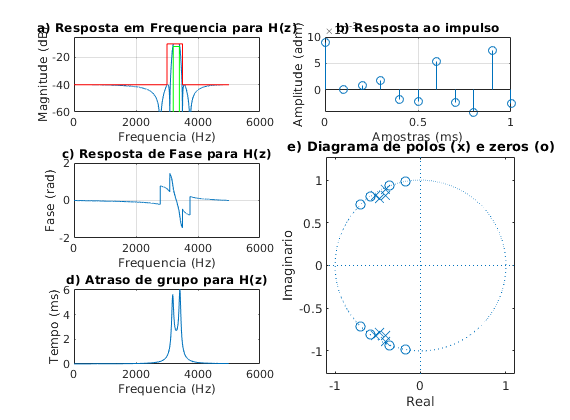 a) Resposta em Frequencia para H(z)
Magnitude (dB)
-20
-40
-60
0 2000 4000 6000
Frequencia (Hz)
b) Resposta ao impulso
Amplitude (adm)
10
5
0
0 0.5 1
Amostras (ms)
c) Resposta de Fase para H(z)
Fase (rad)
2
0
-2
0 2000 4000 6000
Frequencia (Hz)
d) Atraso de grupo para H(z)
Tempo (ms)
6
4
2
0
0 2000 4000 6000
Frequencia (Hz)
e) Diagrama de polos (x) e zeros (o)
Imaginario
1
0.5
0
-0.5
-1
-1 0 1
Real